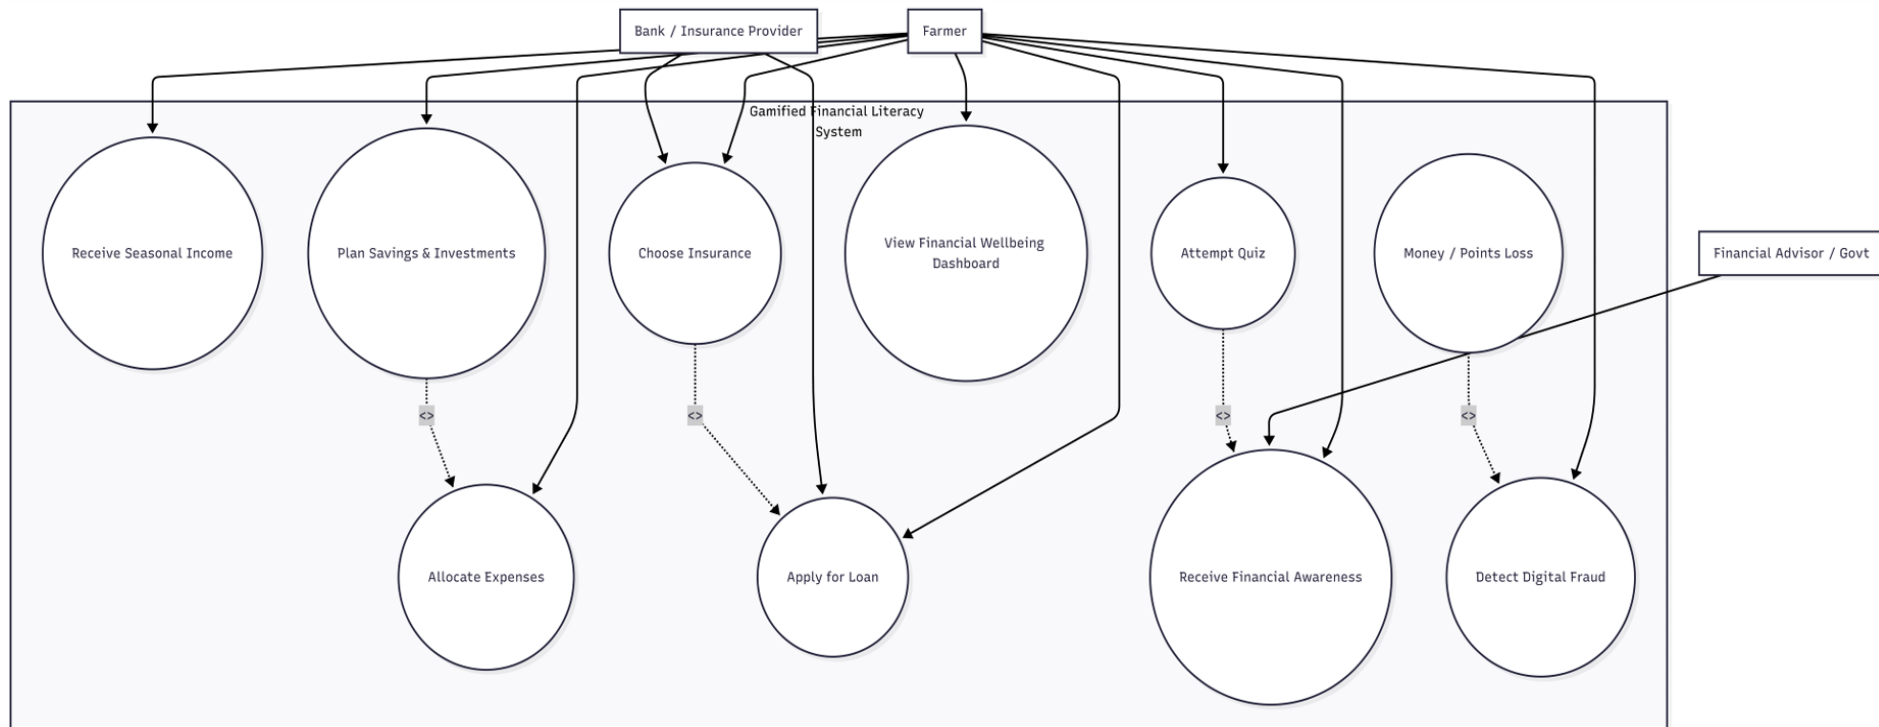 Bank / Insurance Provider
Farmer
Gamified Financial Literacy
System
Receive Seasonal Income
Plan Savings & Investments
Choose Insurance
View Financial Wellbeing
Dashboard
Attempt Quiz
Money / Points Loss
Financial Advisor / Govt
<>
<>
<>
<>
Allocate Expenses
Apply for Loan
Receive Financial Awareness
Detect Digital Fraud